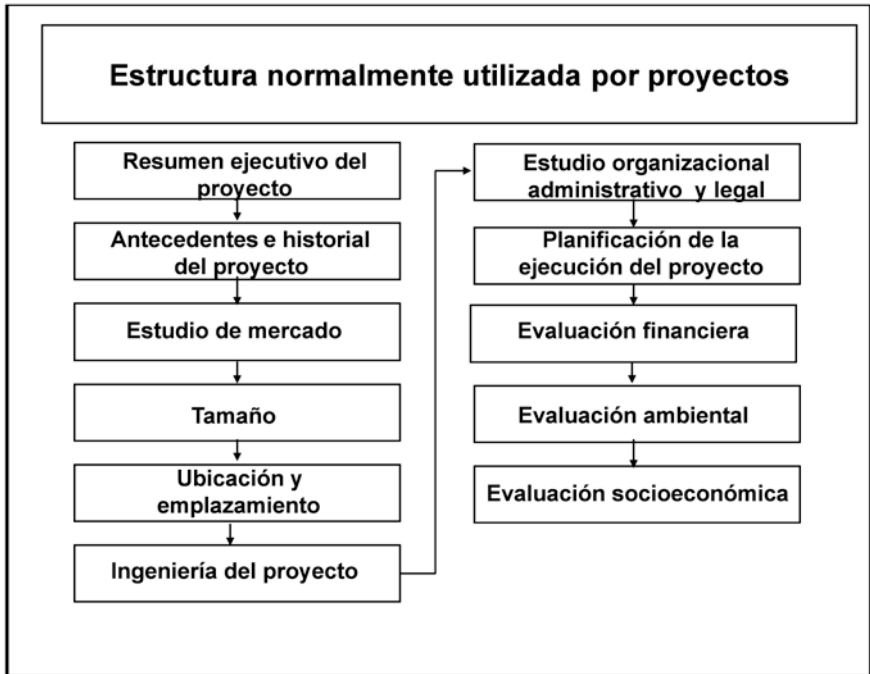 Estructura normalmente utilizada por proyectos
Resumen ejecutivo del
proyecto
Antecedentes e historial
del proyecto
Estudio de mercado
Tamaño
Ubicación y
emplazamiento
Ingeniería del proyecto
Estudio organizacional
administrativo y legal
Planificación de la
ejecución del proyecto
Evaluación financiera
Evaluación ambiental
Evaluación socioeconómica